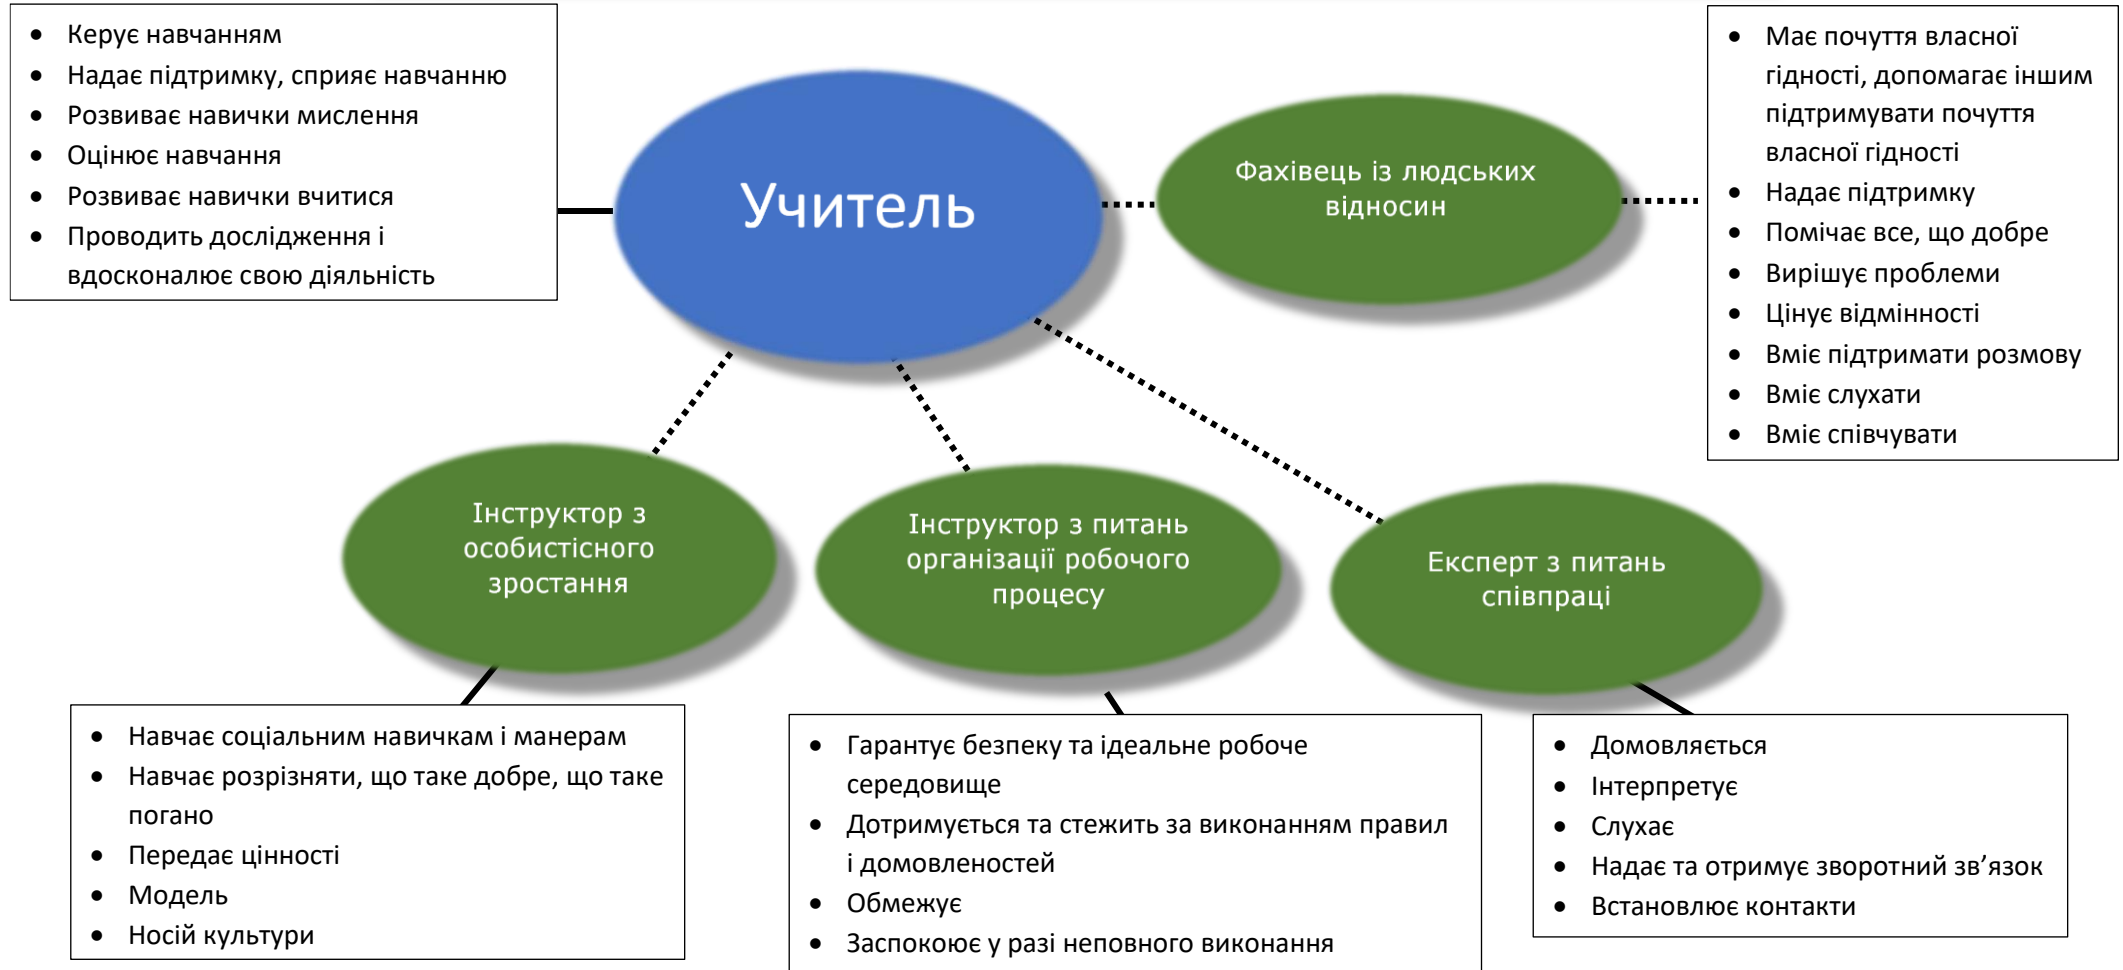 • Керує навчанням
• Надає підтримку, сприяє навчанню
• Розвиває навички мислення
• Оцінює навчання
• Розвиває навички вчитися
• Проводить дослідження і
вдосконалює свою діяльність
Учитель
Фахівець із людських
відносин
• Має почуття власної
гідності, допомагає іншим
підтримувати почуття
власної гідності
• Надає підтримку
• Помічає все, що добре
• Вирішує проблеми
• Цінує відмінності
• Вміє підтримати розмову
• Вміє слухати
• Вміє співчувати
Інструктор з
особистісного
зростання
Інструктор з питань
організації робочого
процесу
Експерт з питань
співпраці
• Навчає соціальним навичкам і манерам
• Навчає розрізняти, що таке добре, що таке
погано
• Передає цінності
• Модель
• Носій культури
• Гарантує безпеку та ідеальне робоче
середовище
• Дотримується та стежить за виконанням правил
і домовленостей
• Обмежує
• Заспокоює у разі неповного виконання
• Домовляється
• Інтерпретує
• Слухає
• Надає та отримує зворотний зв’язок
• Встановлює контакти